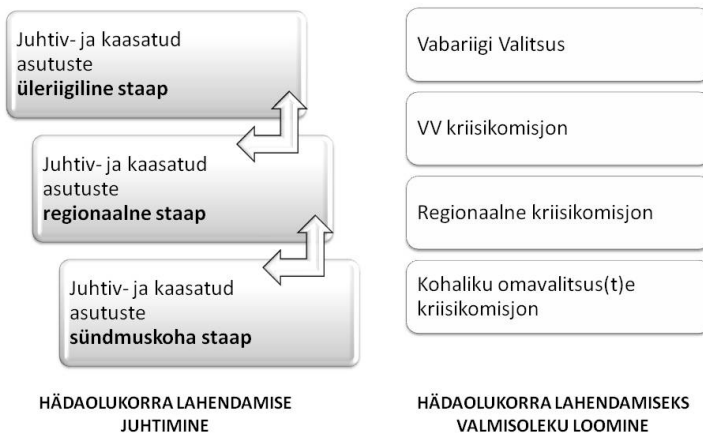 Juhtiv- ja kaasatud
asutuste
üleriigiline staap
Juhtiv- ja kaasatud
asutuste
regionaalne staap
Juhtiv- ja kaasatud
asutuste
sündmuskoha staap
HÄDAOLUKORRA LAHENDAMISE
JUHTIMINE
Vabariigi Valitsus
VV kriisikomisjon
Regionaalne kriisikomisjon
Kohaliku omavalitsus(t)e
kriisikomisjon
HÄDAOLUKORRA LAHENDAMISEKS
VALMISOLEKU LOOMINE